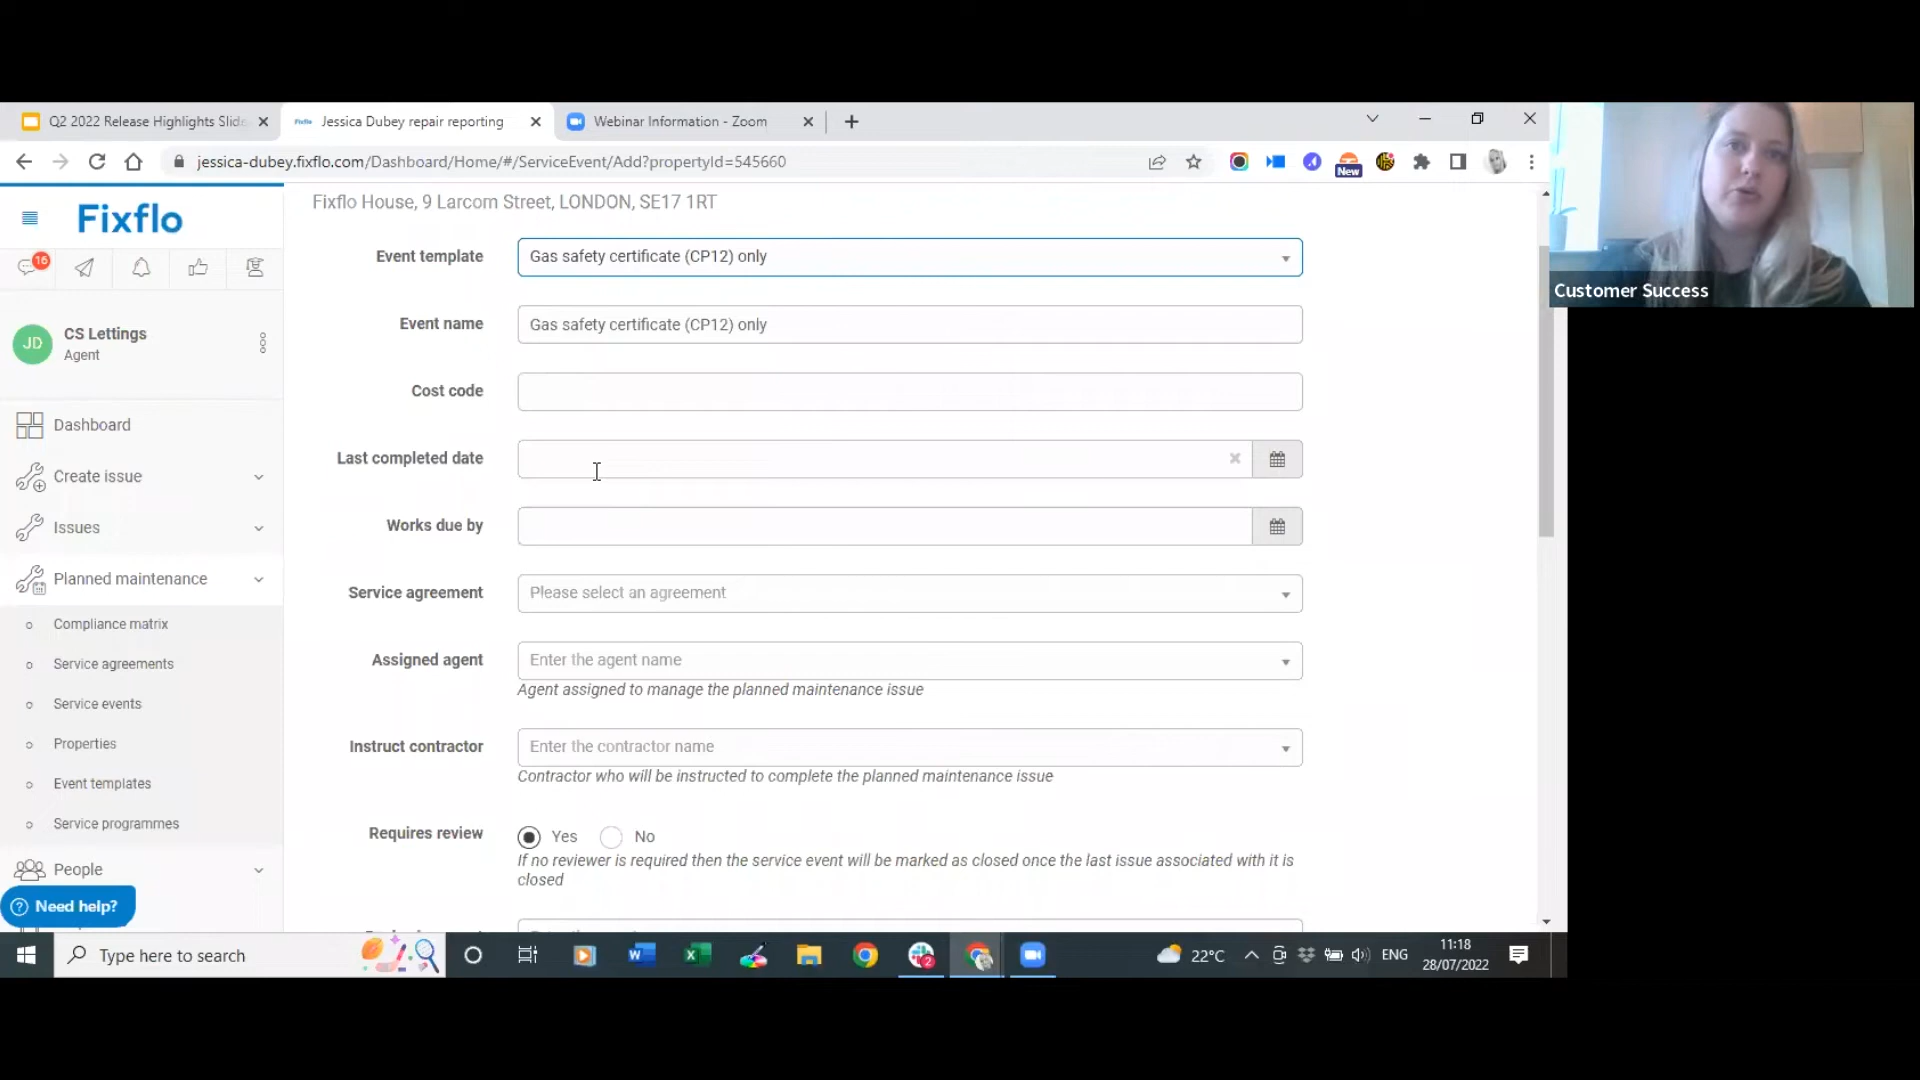 Q2 2022 Release Highlights Slide
Fixflo
Jessica Dubey repair reporting
Webinar Information - Zoom
jessica-dubey.fixflo.com/Dashboard/Home/#/ServiceEvent/Add?propertyId=545660
New
Customer Success
Fixflo
16
JD
CS Lettings
Agent
Dashboard
Create issue
Issues
Planned maintenance
Compliance matrix
Service agreements
Service events
Properties
Event templates
Service programmes
People
Need help?
Fixflo House, 9 Larcom Street, LONDON, SE17 1RT
Event template
Gas safety certificate (CP12) only
Event name
Gas safety certificate (CP12) only
Cost code
Last completed date
Works due by
Service agreement
Please select an agreement
Assigned agent
Enter the agent name
Agent assigned to manage the planned maintenance issue
Instruct contractor
Enter the contractor name
Contractor who will be instructed to complete the planned maintenance issue
Requires review
Yes
No
If no reviewer is required then the service event will be marked as closed once the last issue associated with it is
closed
Type here to search
22°C
ENG
11:18
28/07/2022